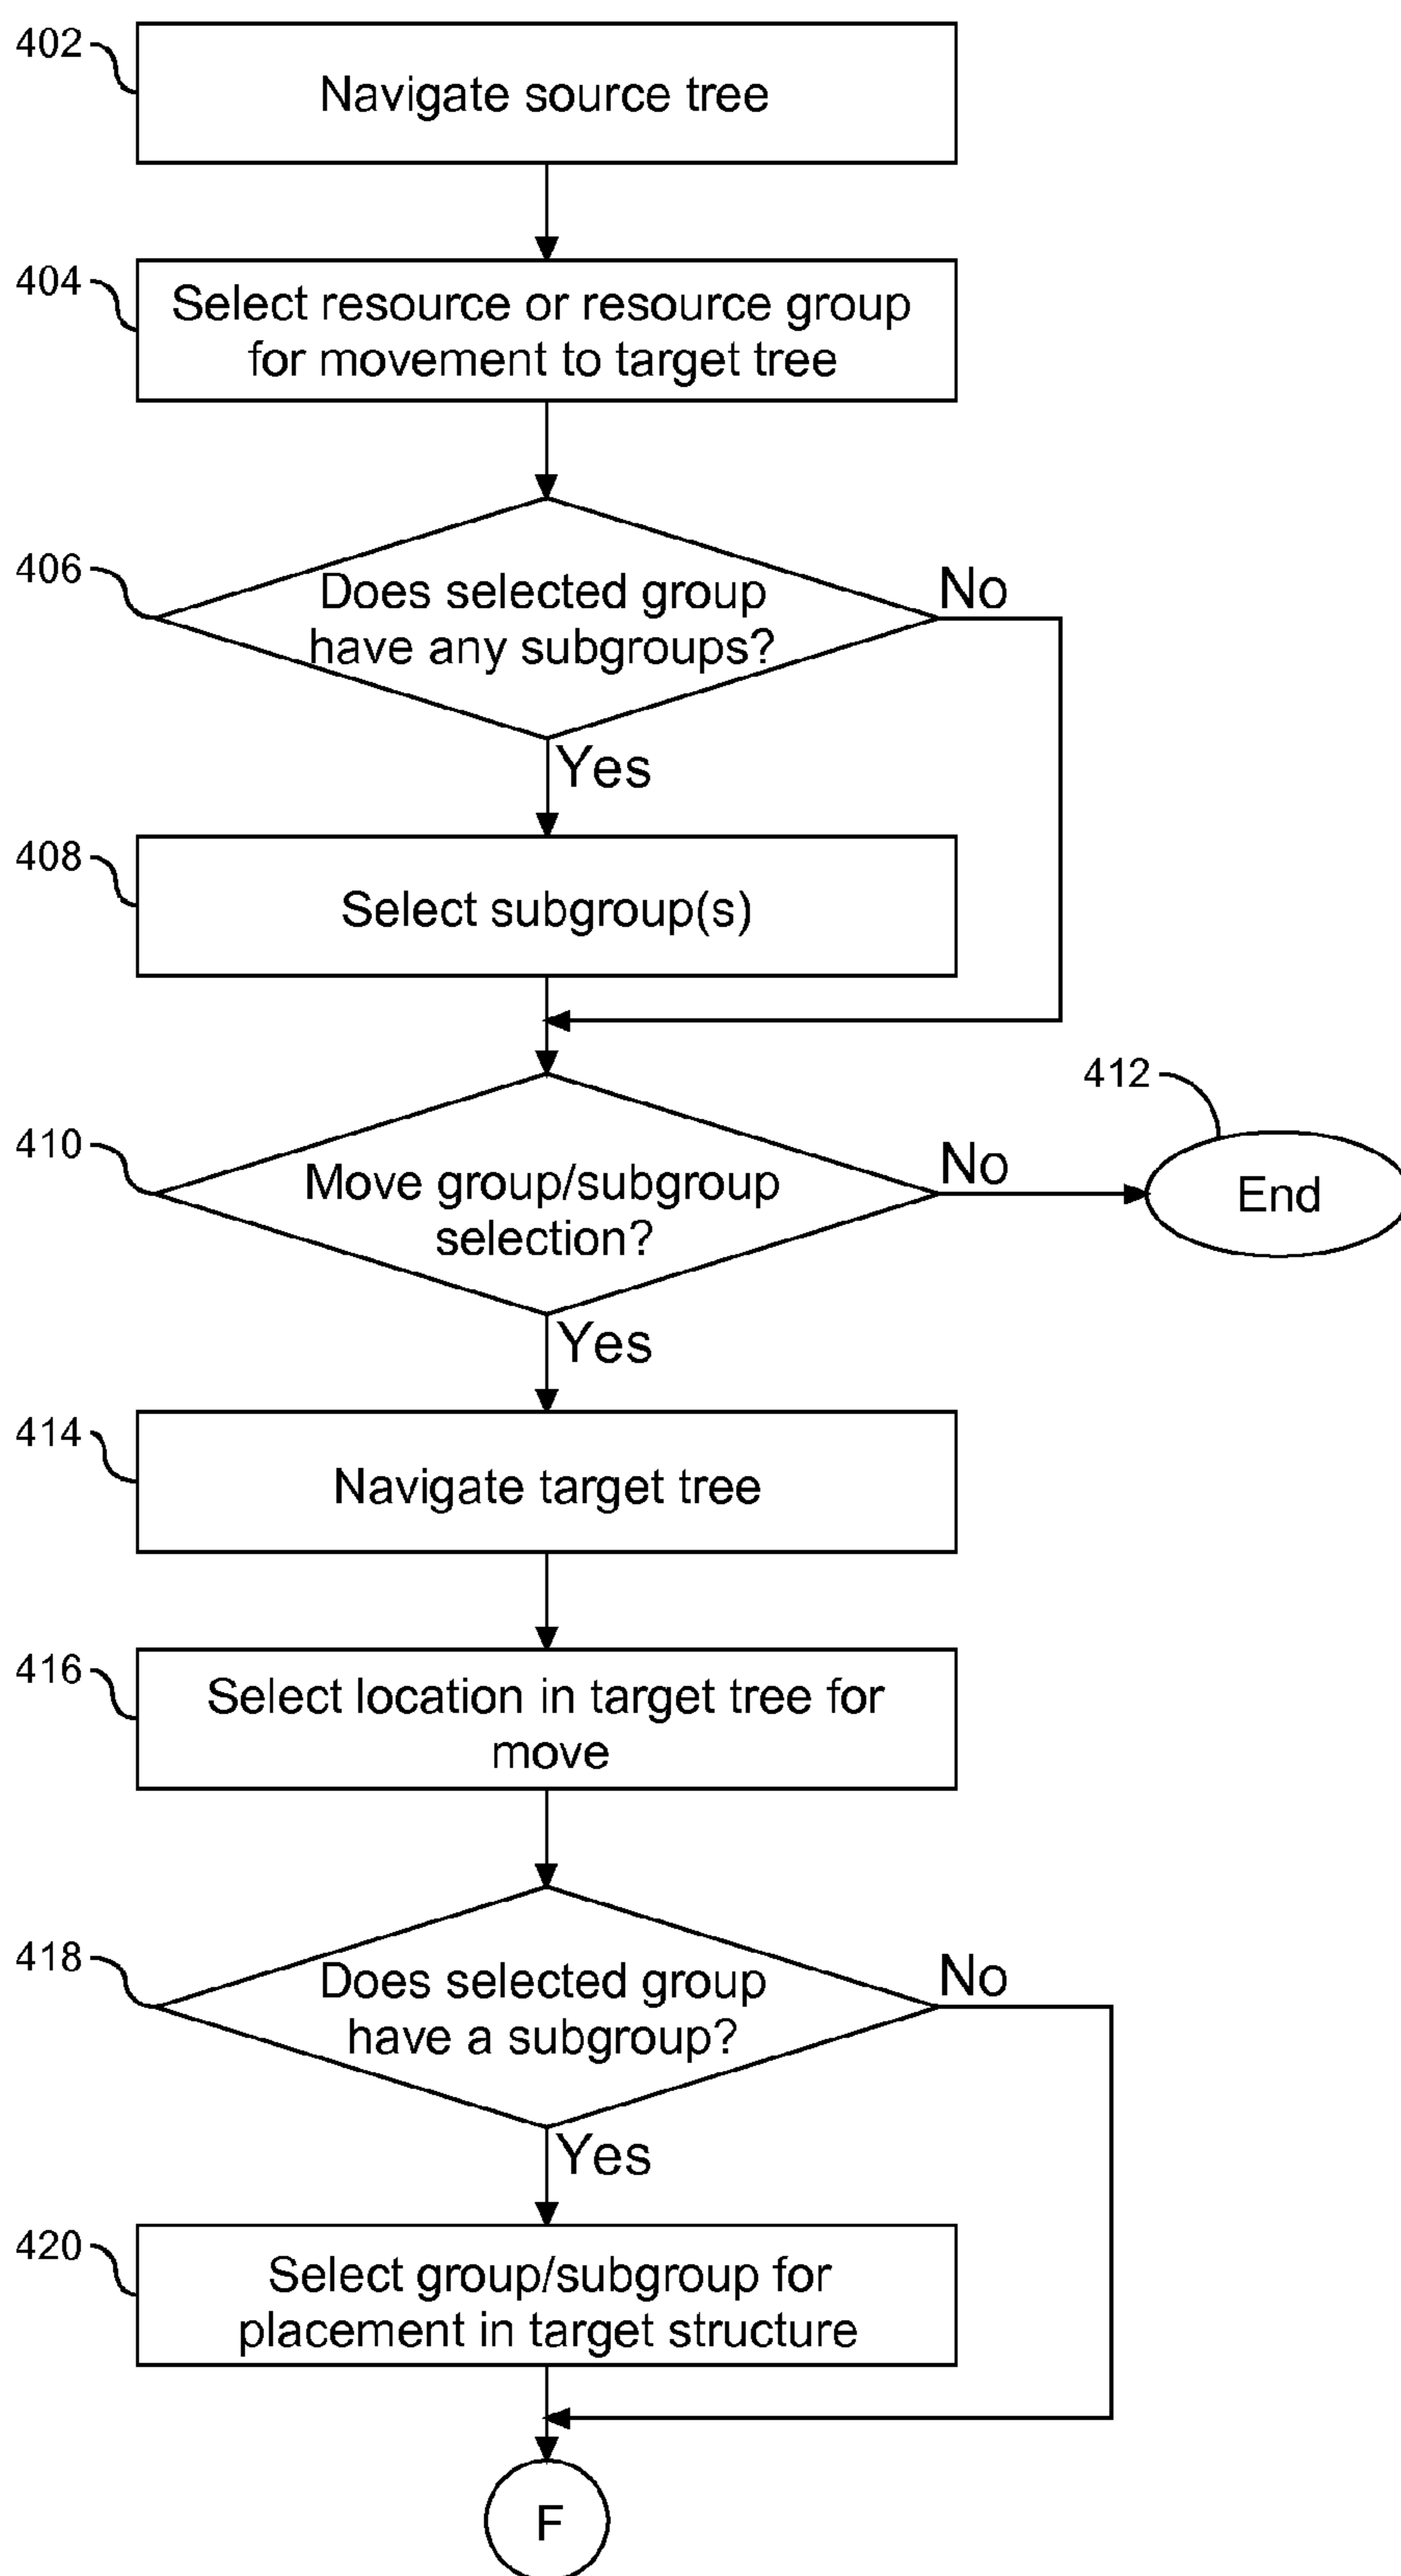 402
Navigate source tree
404
Select resource or resource group
for movement to target tree
406
Does selected group
have any subgroups?
No
Yes
408
Select subgroup(s)
410
Move group/subgroup
selection?
No
412
End
Yes
414
Navigate target tree
416
Select location in target tree for
move
418
Does selected group
have a subgroup?
No
Yes
420
Select group/subgroup for
placement in target structure
F